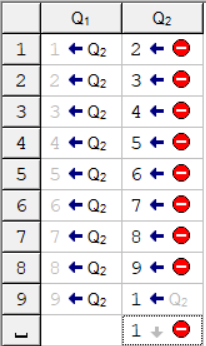 Q₁ Q₂
1 1 ← Q₂ 2 ←
2 2 ← Q₂ 3 ←
3 3 ← Q₂ 4 ←
4 4 ← Q₂ 5 ←
5 5 ← Q₂ 6 ←
6 6 ← Q₂ 7 ←
7 7 ← Q₂ 8 ←
8 8 ← Q₂ 9 ←
9 9 ← Q₂ 1 ← Q₂
⎵ 1 ↓